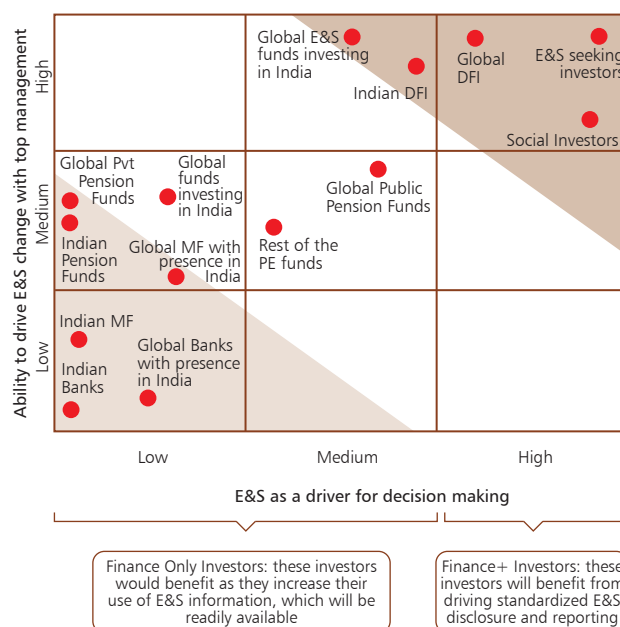 Ability to drive E&S change with top management
High
Medium
Low
Global E&S
funds investing
in India
Indian DFI
Global
DFI
E&S seeking
investors
Social Investors
Global Pvt
Pension
Funds
Global
funds
investing
in India
Global Public
Pension Funds
Indian
Pension
Funds
Global MF with
presence in
India
Rest of the
PE funds
Indian MF
Indian
Banks
Global Banks
with presence
in India
Low
Medium
High
E&S as a driver for decision making
Finance Only Investors: these investors
would benefit as they increase their
use of E&S information, which will be
readily available
Finance+ Investors: these
investors will benefit from
driving standardized E&S
disclosure and reporting